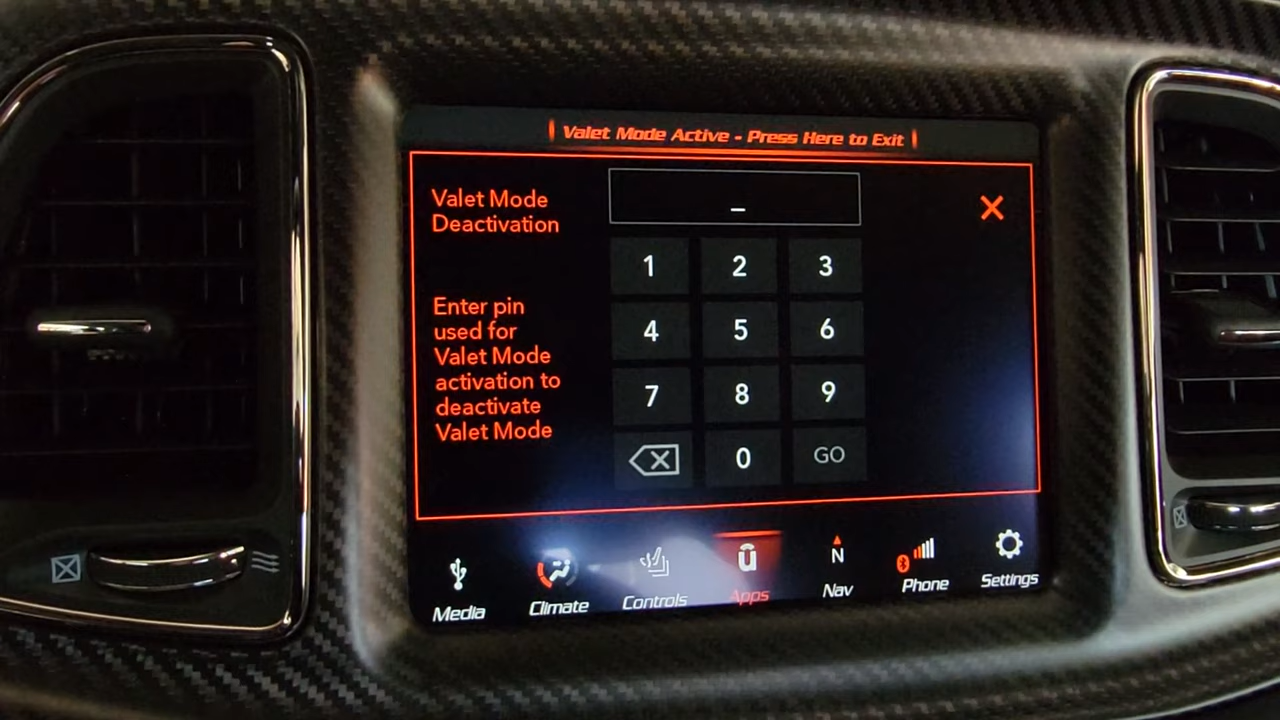 Valet Mode Active - Press Here to Exit
Valet Mode
Deactivation
_
Enter pin
used for
Valet Mode
activation to
deactivate
Valet Mode
1 2 3
4 5 6
7 8 9
0 GO
Media Climate Controls Apps Nav Phone Settings
N